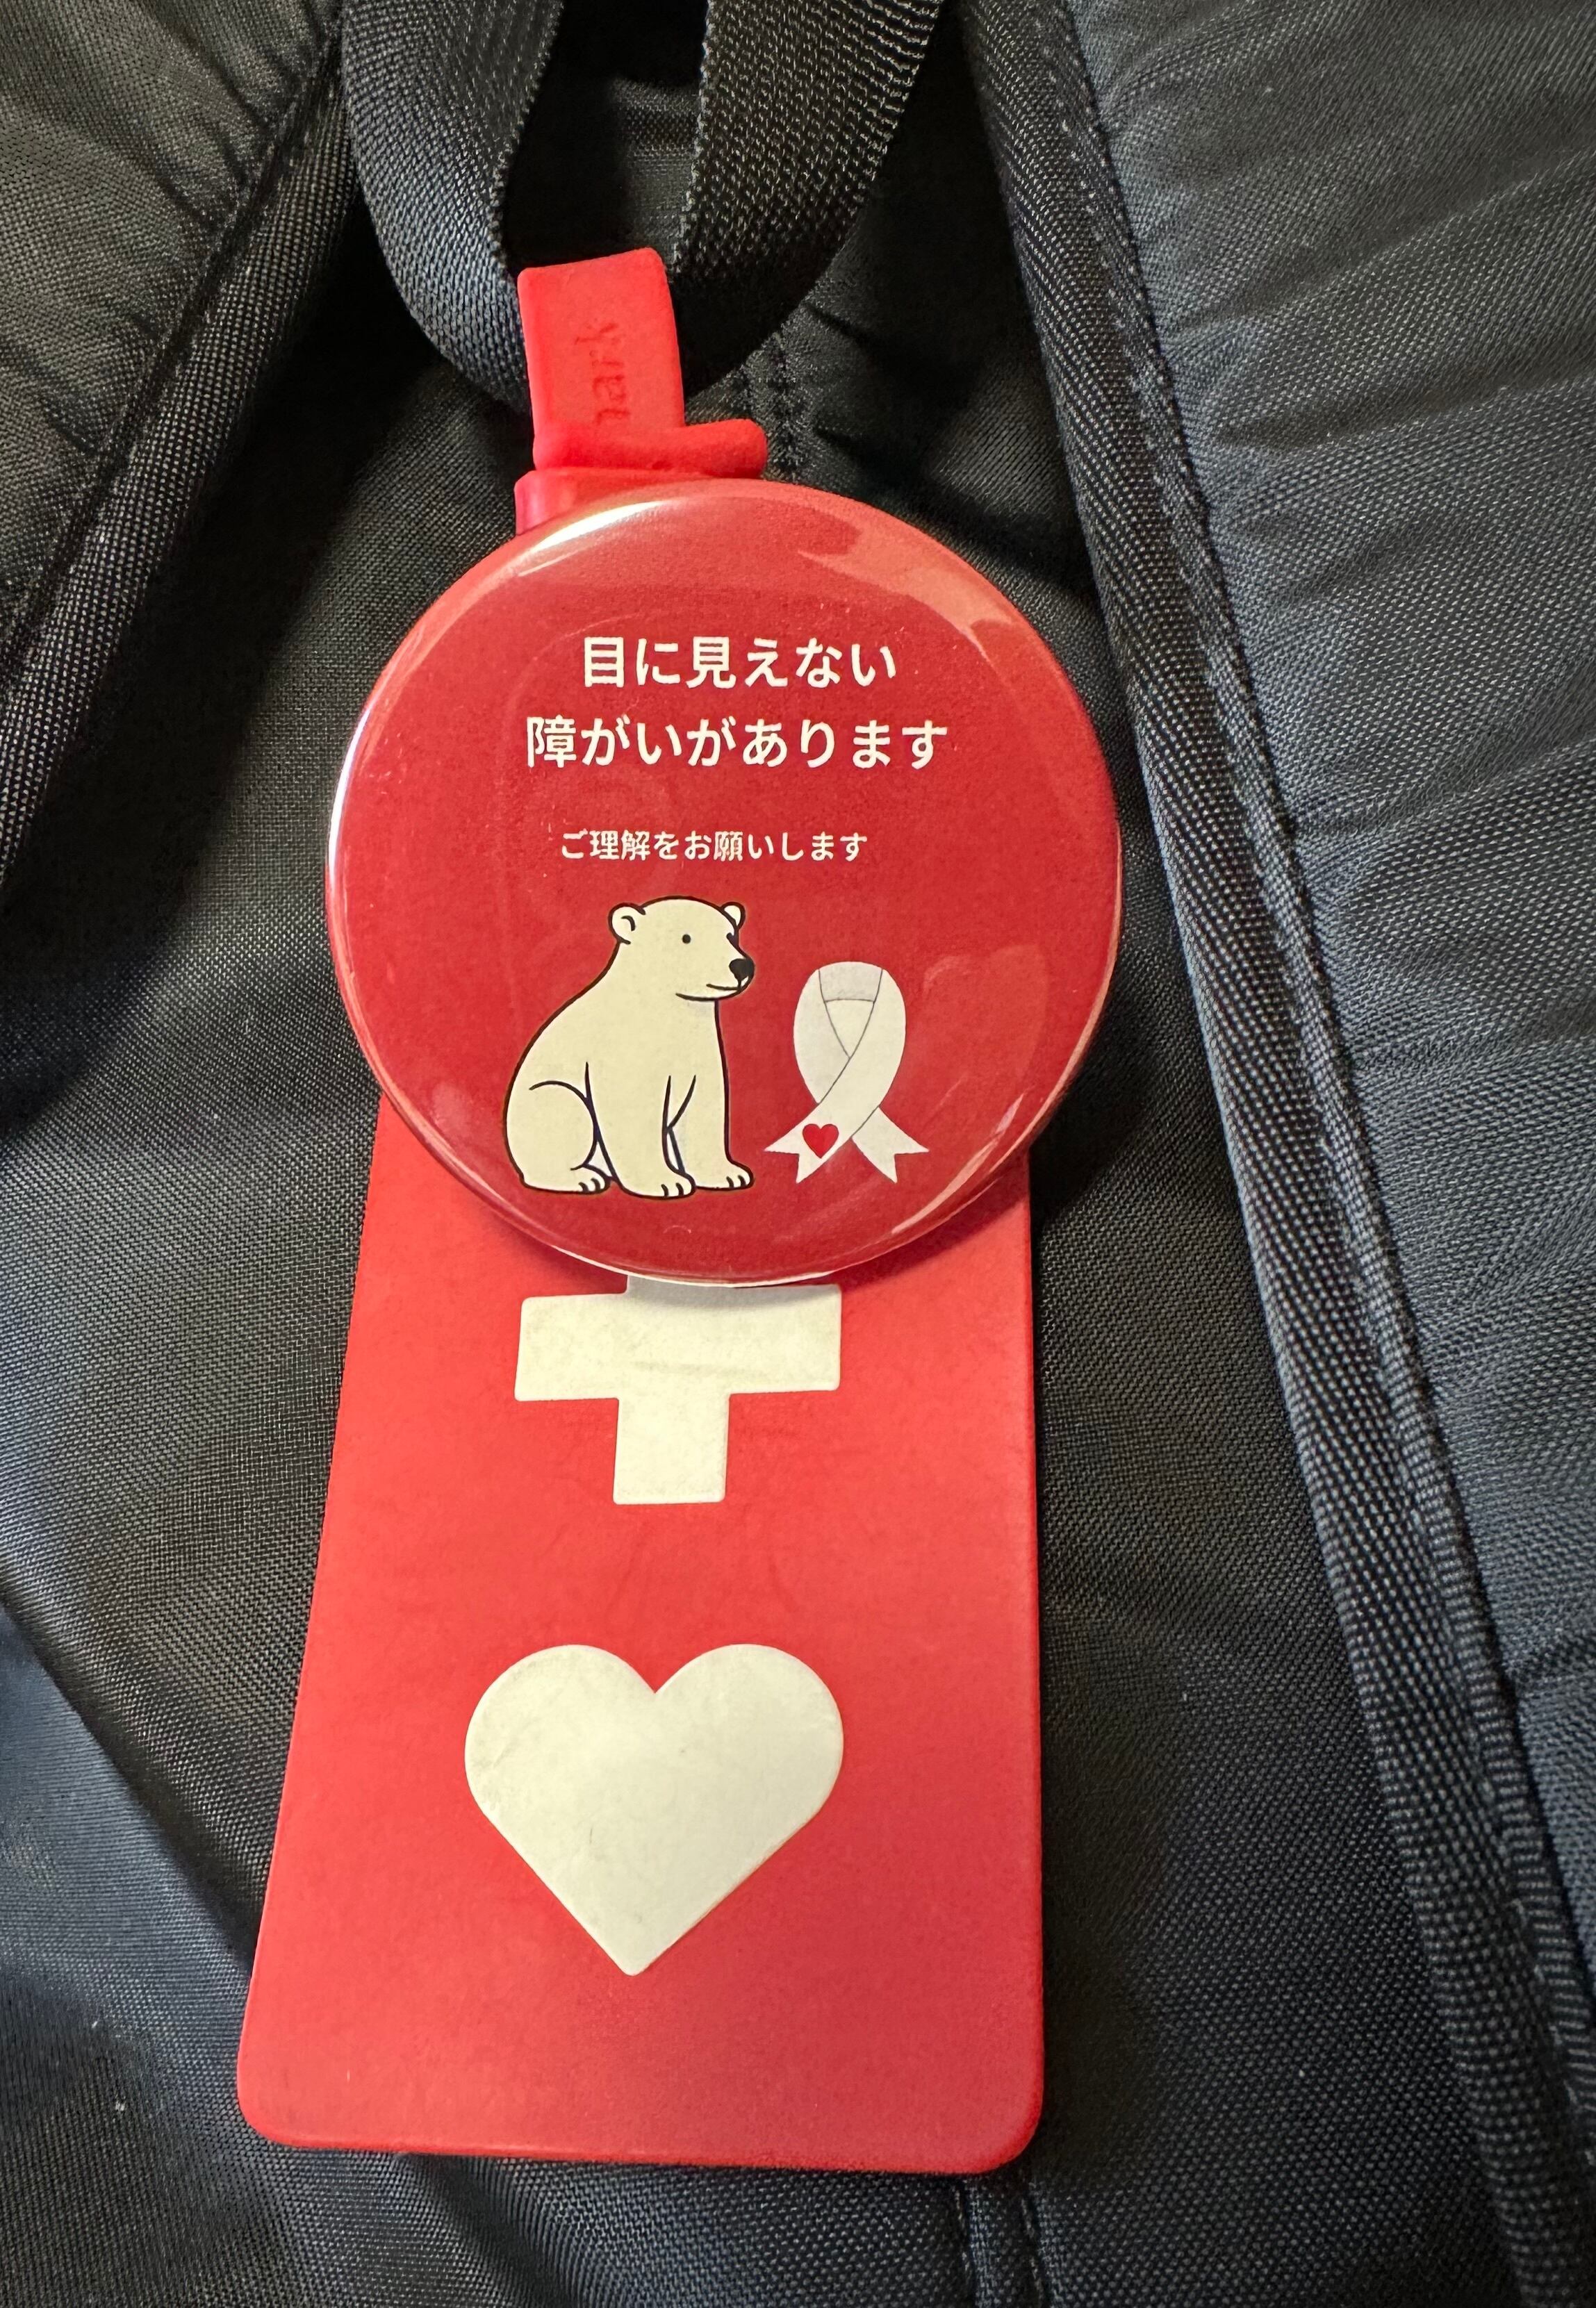 目に見えない
障がいがあります
ご理解をお願いします